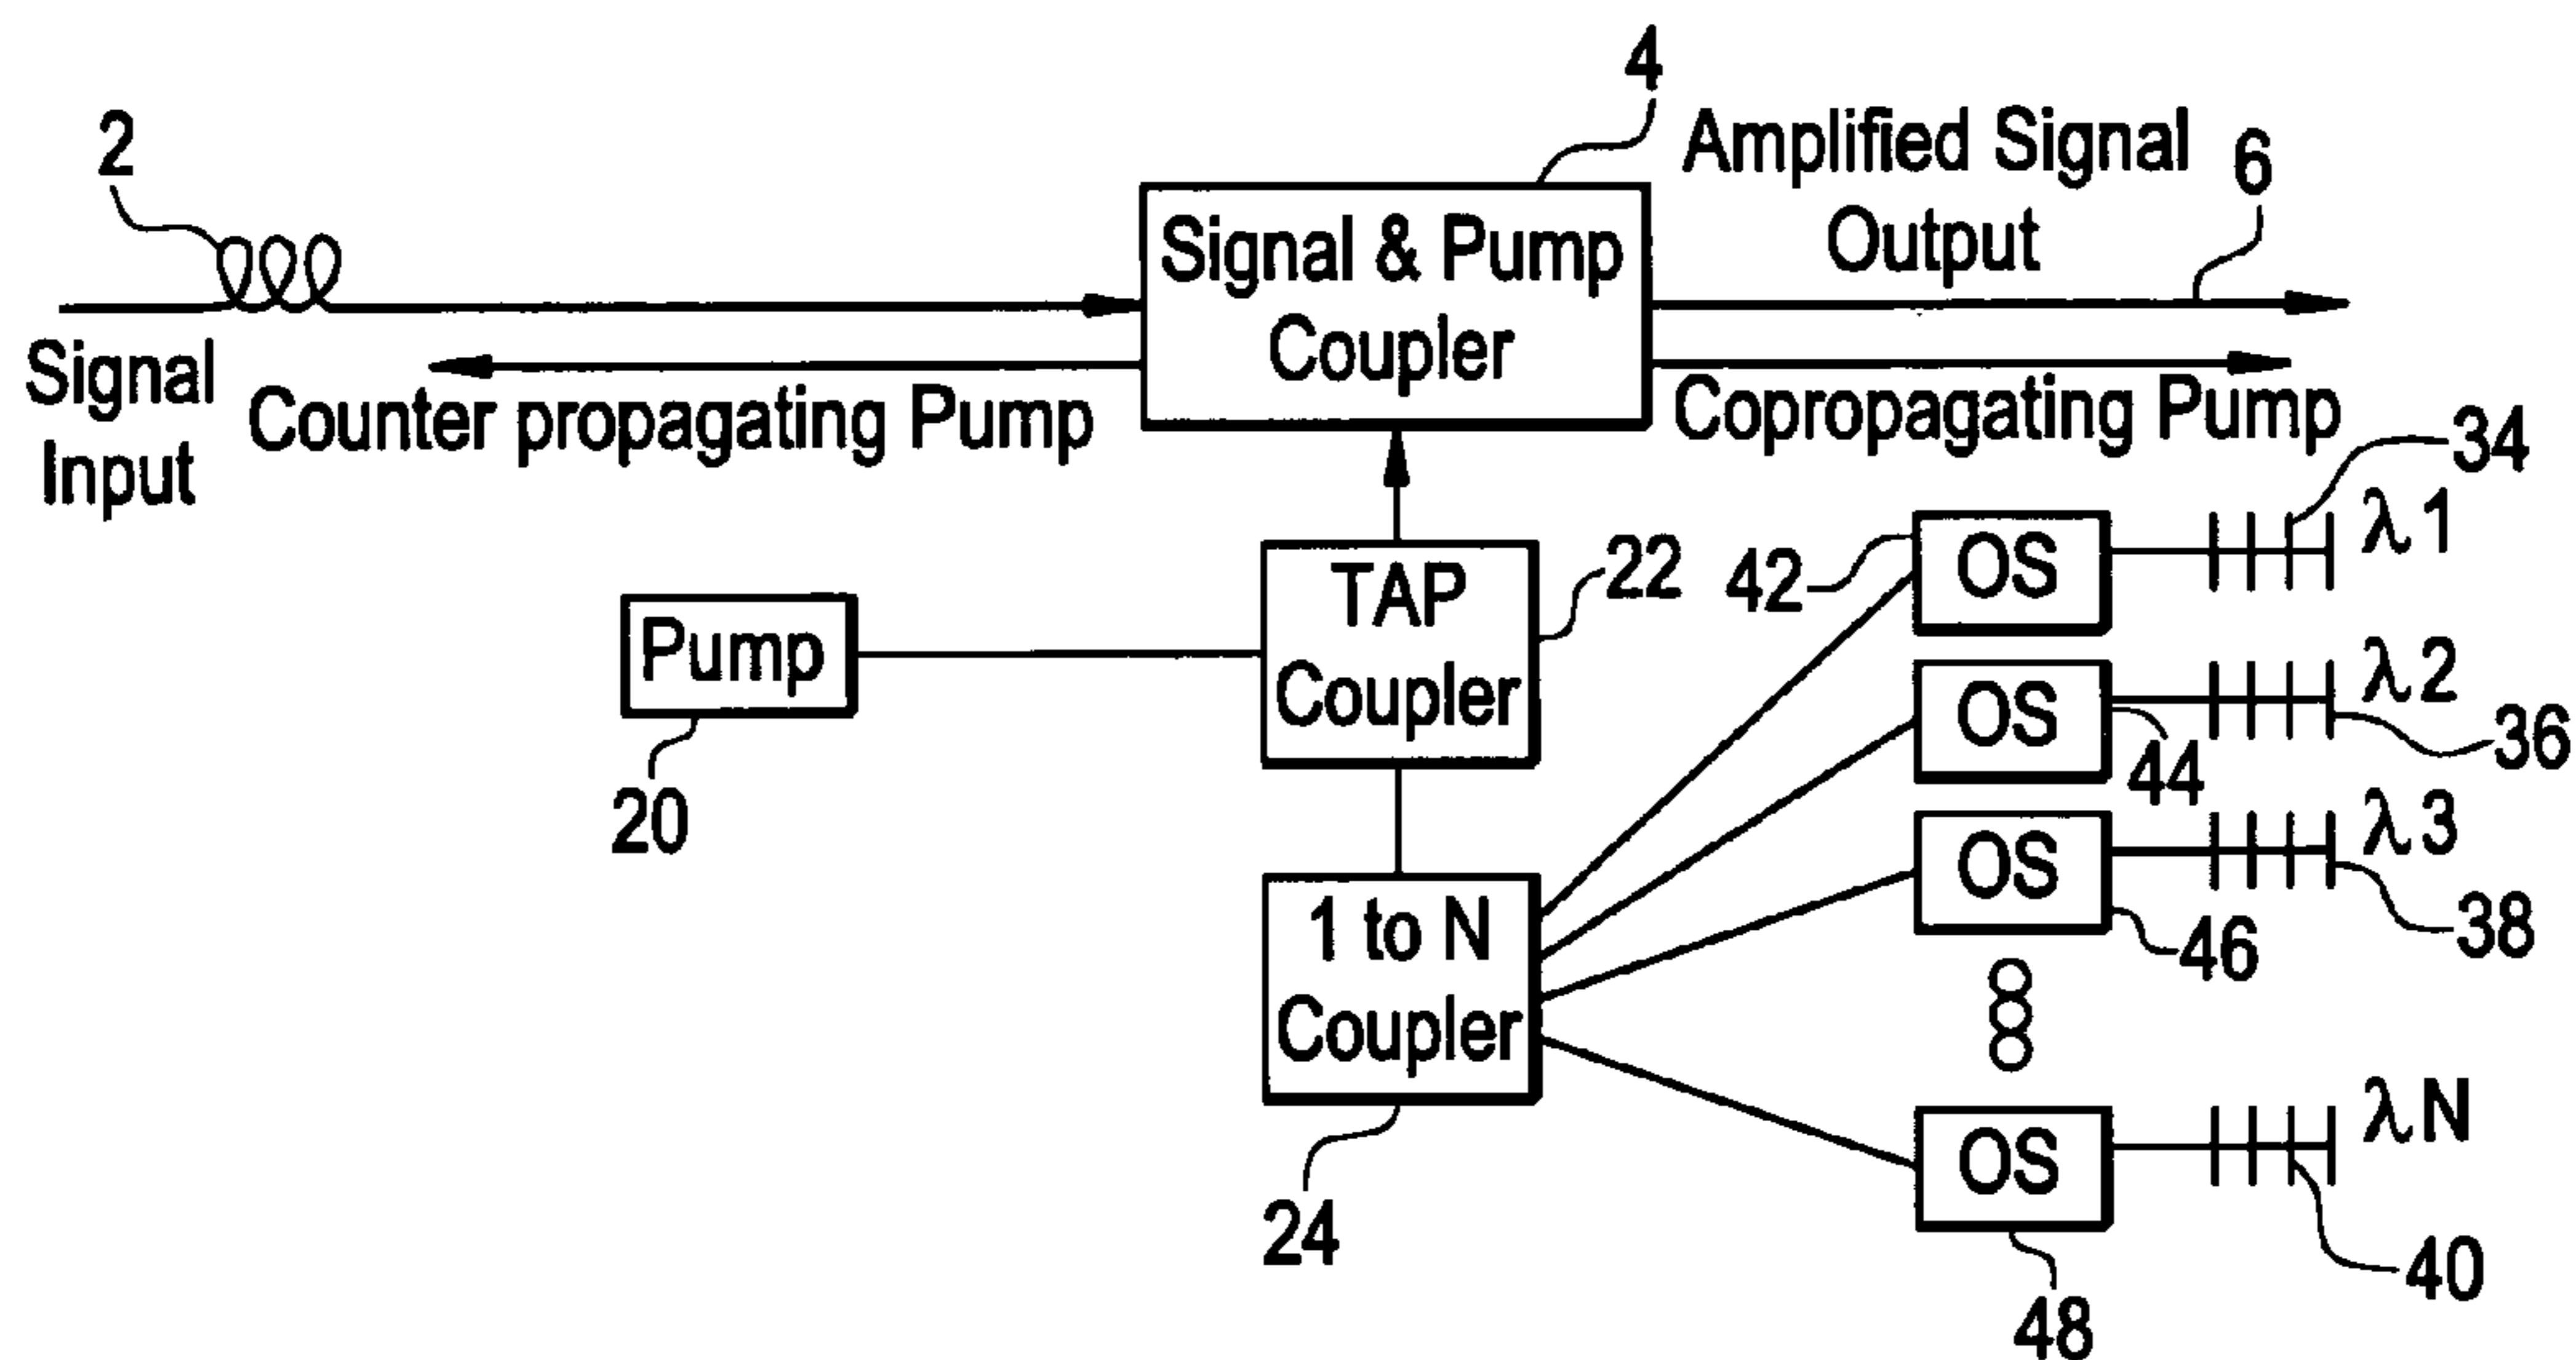 4
2
Amplified Signal
Output
6
Signal & Pump
Coupler
Signal
Input
Counter propagating Pump
Copropagating Pump
34
λ1
OS
42
22
TAP
Coupler
Pump
20
λ2
OS
44
36
λ3
OS
46
38
1 to N
Coupler
24
λN
OS
40
48